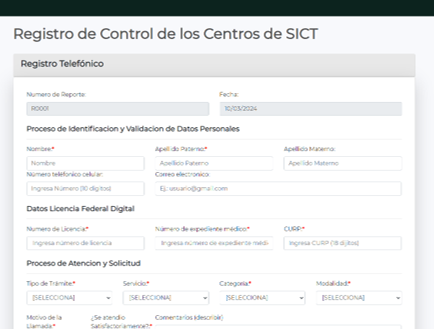 Registro de Control de los Centros de SICT
Registro Telefónico
Numero de Reporte: Fecha:
R0001 10/03/2024
Proceso de Identificacion y Validacion de Datos Personales
Nombre:* Apellido Paterno:* Apellido Materno:
Nombre Apellido Paterno Apellido Materno
Número telefónico celular: Correo electronico:
Ingresa Número (10 digitos) Ej.: usuario@gmail.com
Datos Licencia Federal Digital
Numero de Licencia:* Número de expediente médico:* CURP:*
Ingresa número de licencia Ingresa número de expediente médi Ingresa CURP (18 dijitos)
Proceso de Atencion y Solicitud
Tipo de Trámite:* Servicio:* Categoría:* Modalidad:*
[SELECCIONA] [SELECCIONA] [SELECCIONA] [SELECCIONA]
Motivo de la ¿Se atendio Comentarios (describir)
Llamada:* Satisfactoriamente?:*